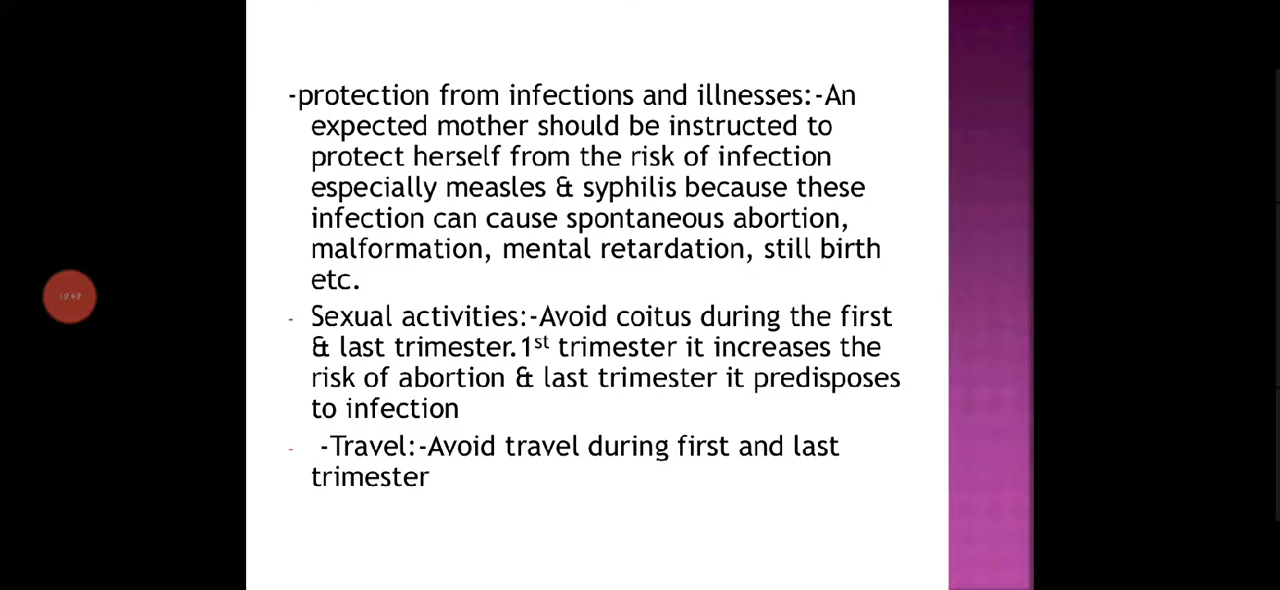 -protection from infections and illnesses:-An
expected mother should be instructed to
protect herself from the risk of infection
especially measles & syphilis because these
infection can cause spontaneous abortion,
malformation, mental retardation, still birth
etc.
- Sexual activities:-Avoid coitus during the first
& last trimester.1st trimester it increases the
risk of abortion & last trimester it predisposes
to infection
- -Travel:-Avoid travel during first and last
trimester